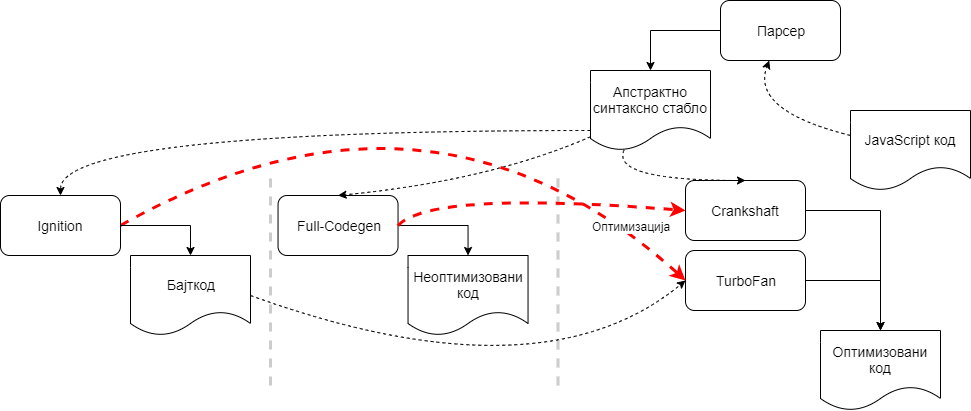 Парсер
Апстрактно
синтаксно стабло
JavaScript код
Ignition
Full-Codegen
Crankshaft
Оптимизација
Бајткод
Неоптимизовани
код
TurboFan
Оптимизовани
код